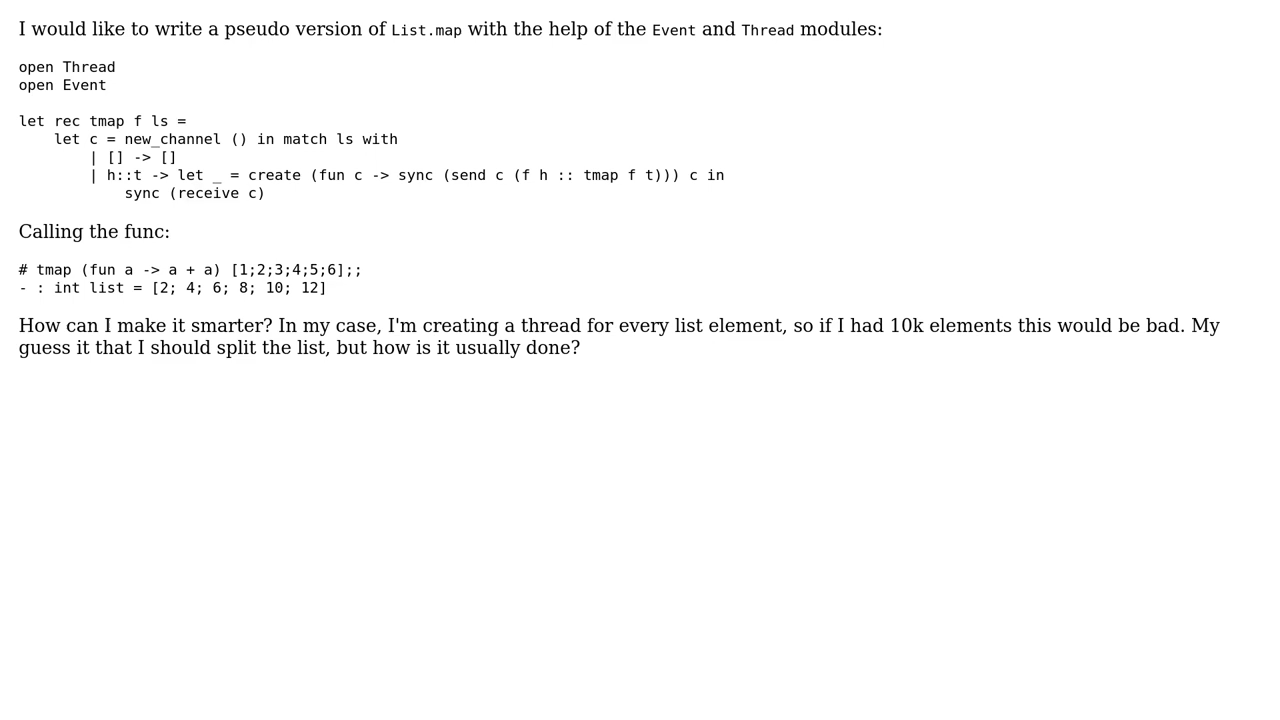 I would like to write a pseudo version of List.map with the help of the Event and Thread modules:
open Thread
open Event
let rec tmap f ls =
    let c = new_channel () in match ls with
        | [] -> []
        | h::t -> let _ = create (fun c -> sync (send c (f h :: tmap f t))) c in
            sync (receive c)
Calling the func:
# tmap (fun a -> a + a) [1;2;3;4;5;6];;
- : int list = [2; 4; 6; 8; 10; 12]
How can I make it smarter? In my case, I'm creating a thread for every list element, so if I had 10k elements this would be bad. My
guess it that I should split the list, but how is it usually done?